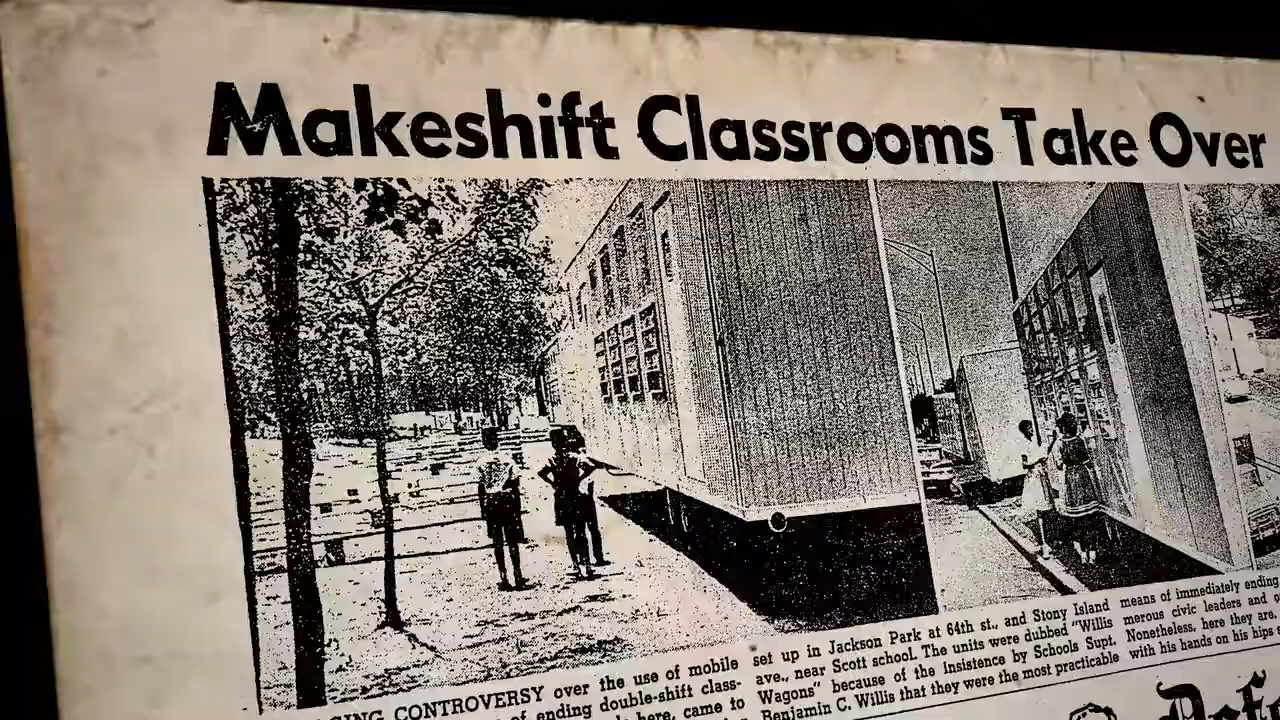 Makeshift Classrooms Take Over
CONTROVERSY over the use of mobile
of ending double-shift class-
here, came to
set up in Jackson Park at 64th st., and Stony Island
ave., near Scott school. The units were dubbed "Willis
Wagons" because of the insistence by Schools Supt.
Benjamin C. Willis that they were the most practicable
means of immediately ending
merous civic leaders and
Nonetheless, here they are,
with his hands on his hips
Def